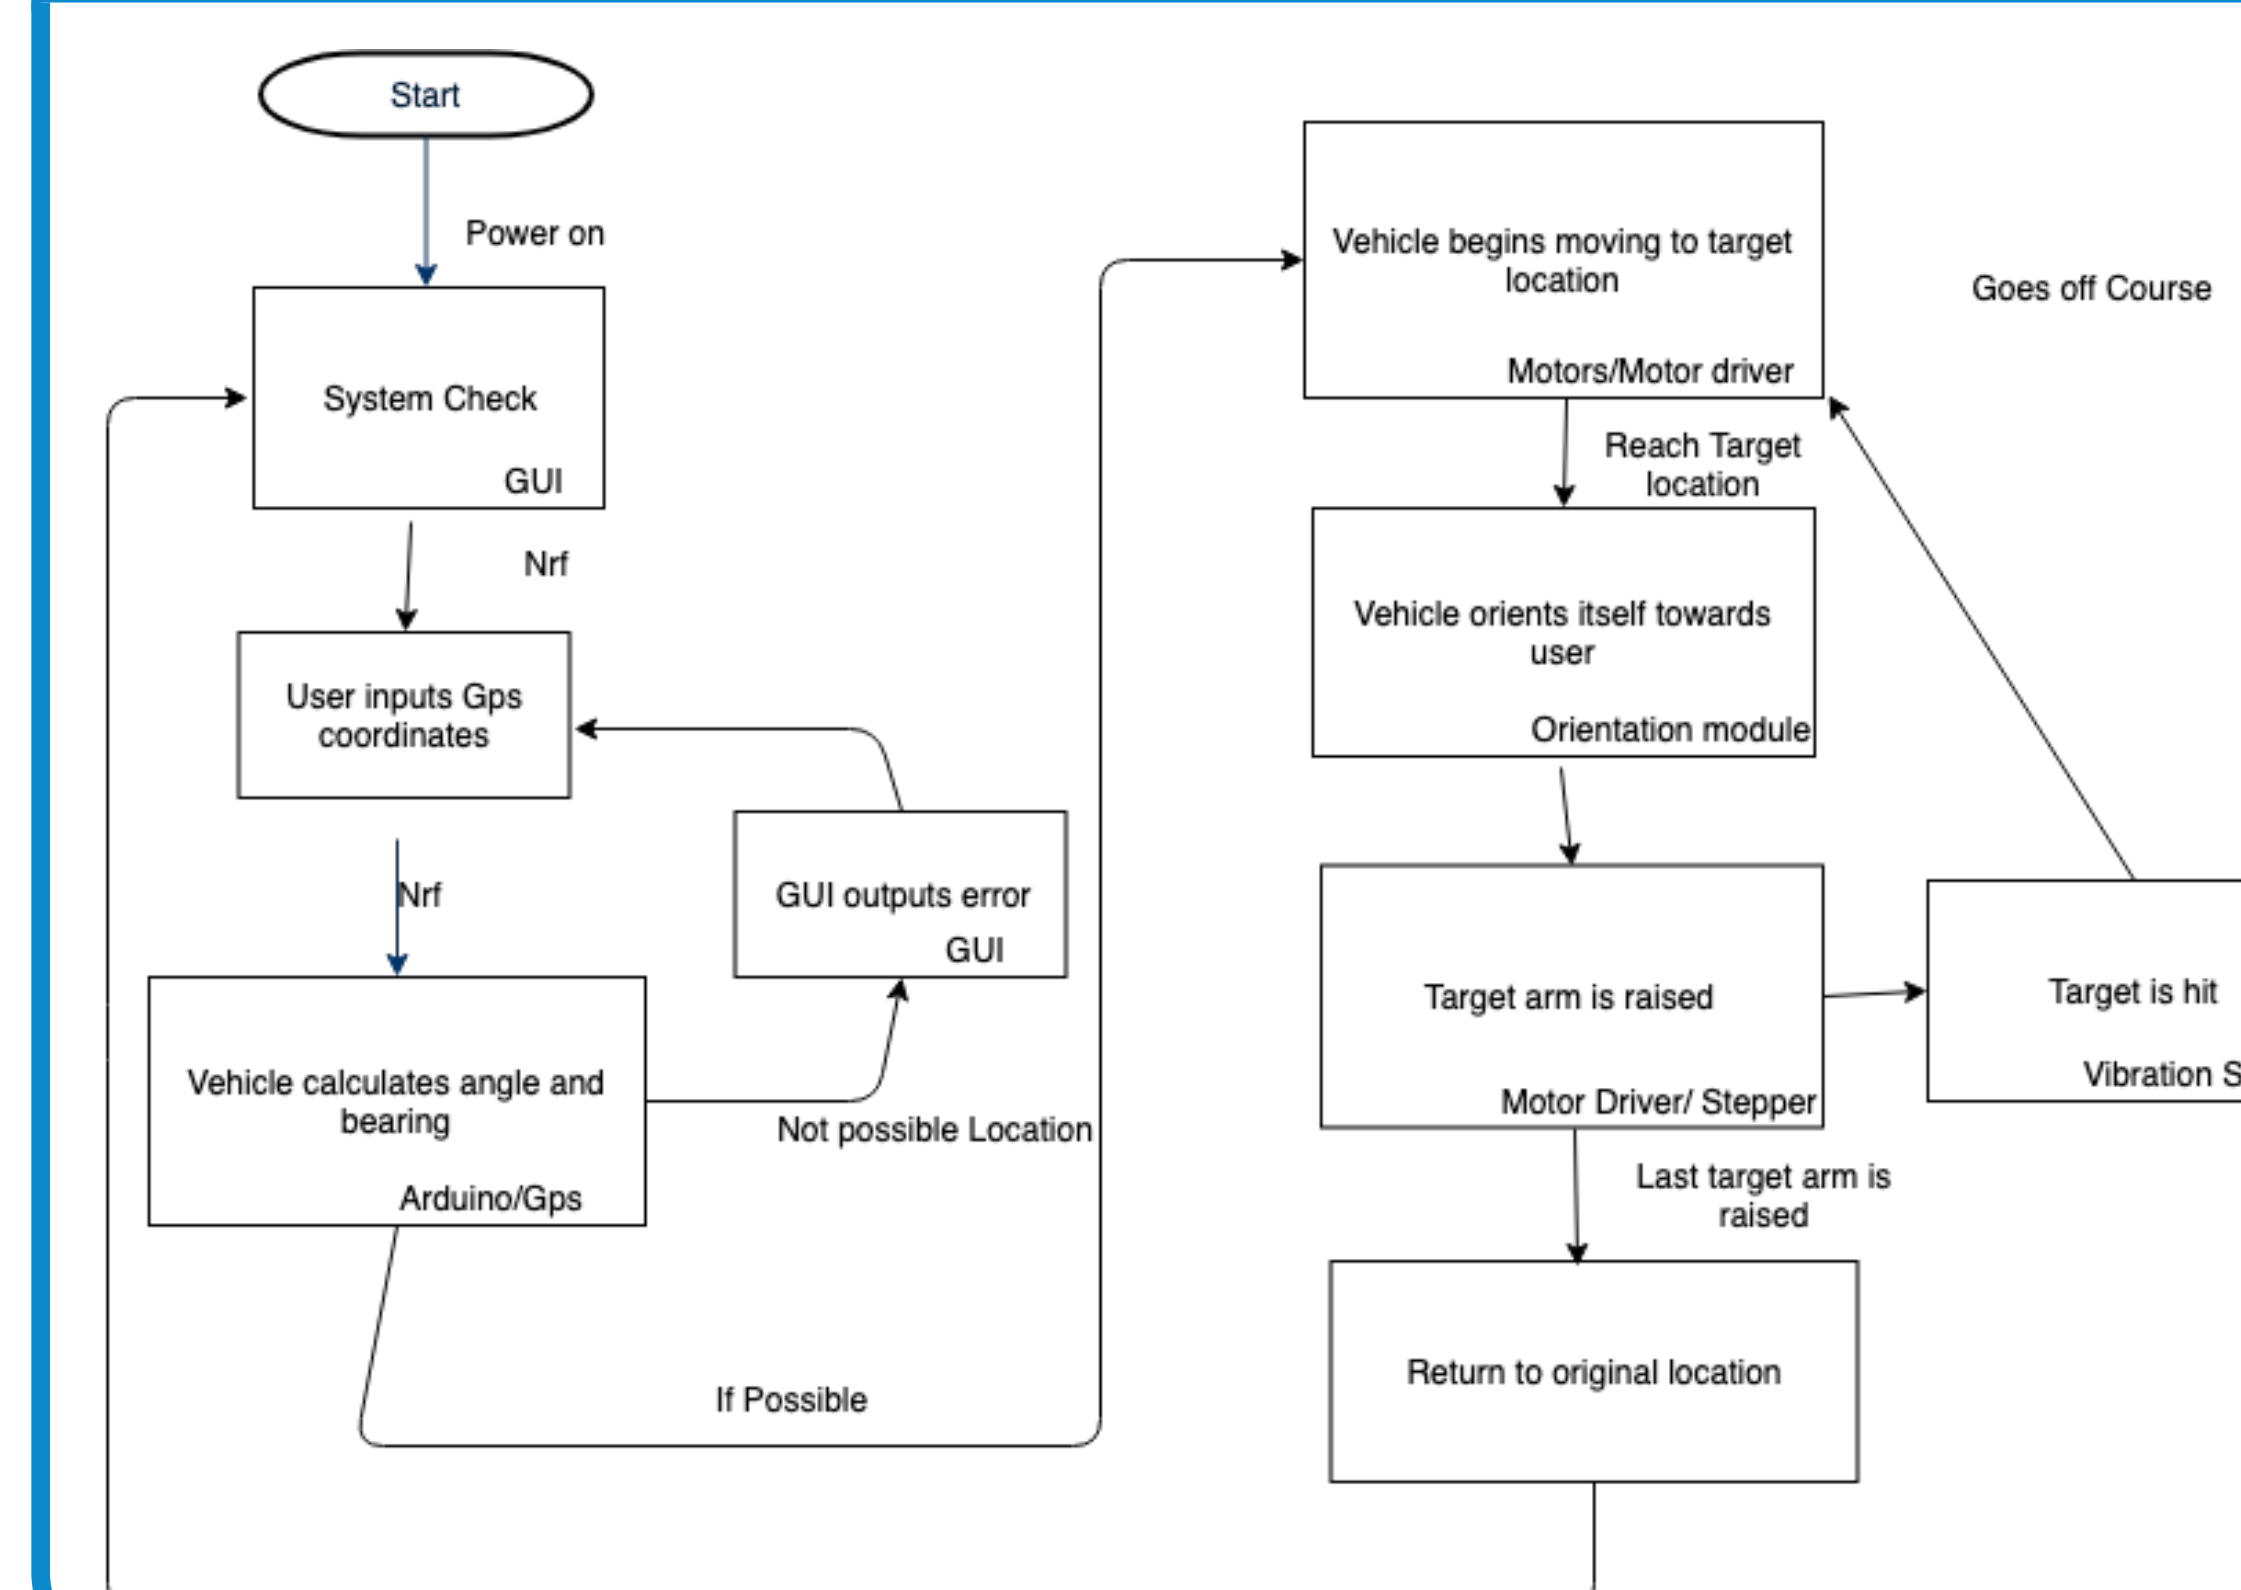 Start
Power on
System Check
GUI
Nrf
User inputs Gps
coordinates
Nrf
GUI outputs error
GUI
Vehicle calculates angle and
bearing
Arduino/Gps
Not possible Location
If Possible
Vehicle begins moving to target
location
Motors/Motor driver
Goes off Course
Reach Target
location
Vehicle orients itself towards
user
Orientation module
Target arm is raised
Motor Driver/ Stepper
Target is hit
Vibration S
Last target arm is
raised
Return to original location